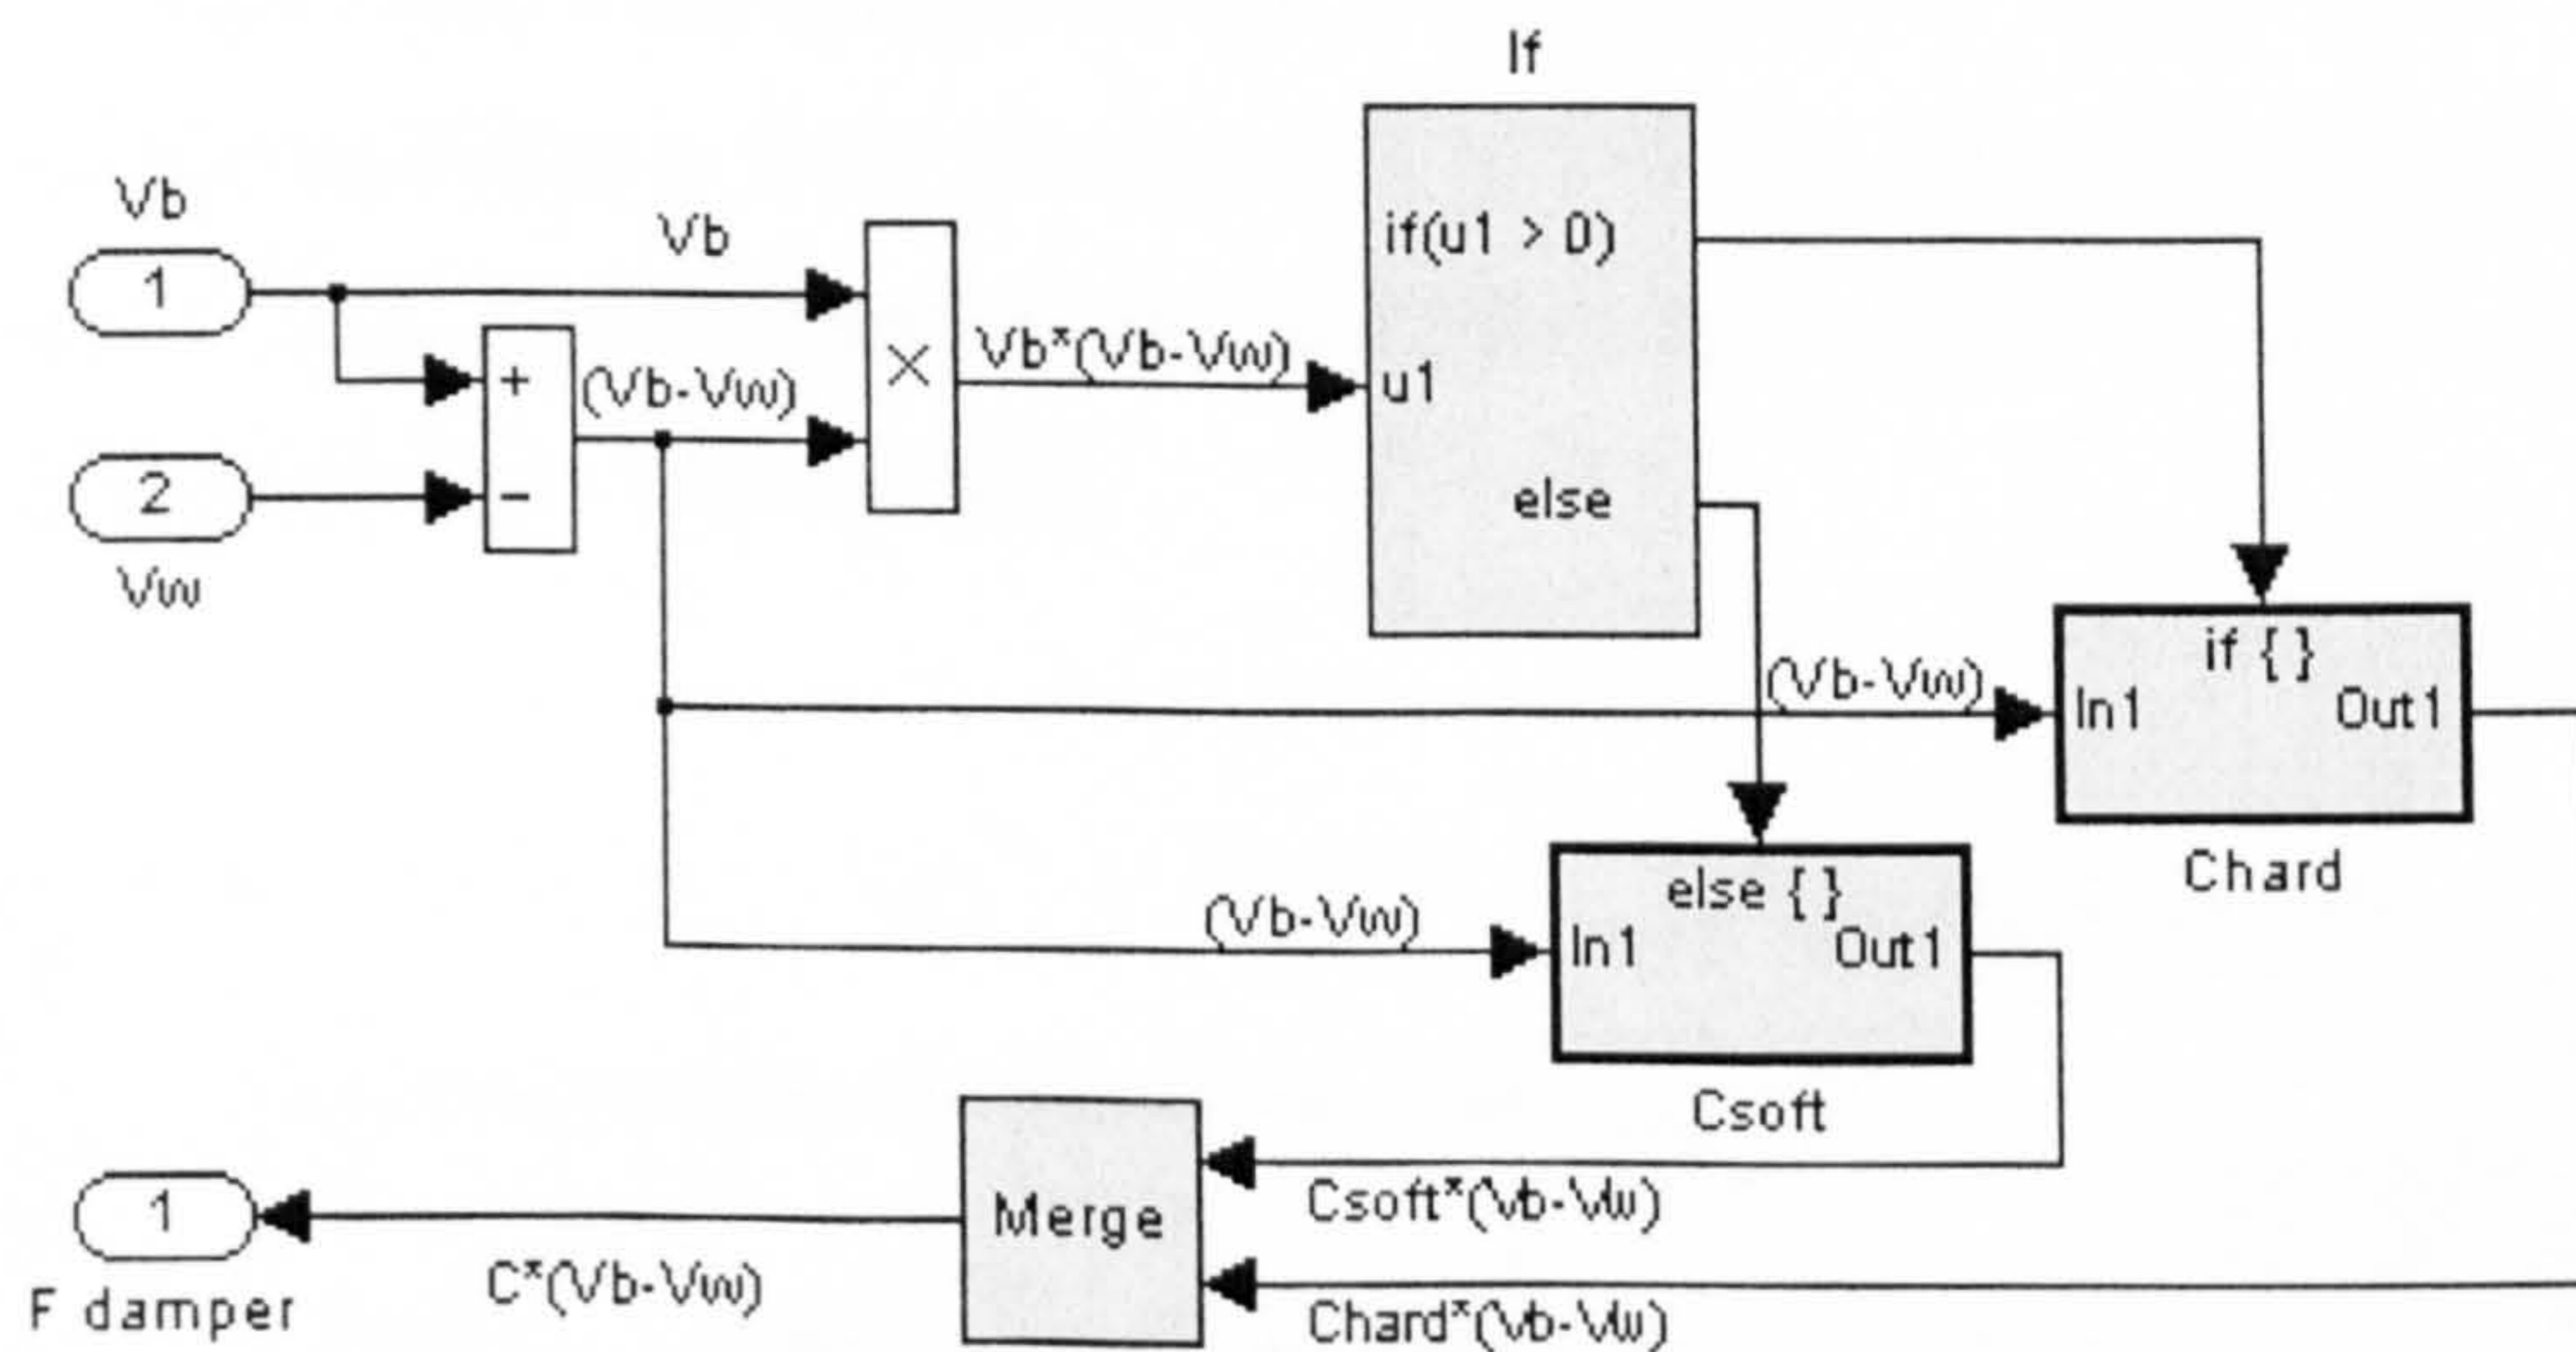 If
if(u1 > 0)
u1
else
Vb
1
Vb
+
(Vb-Vw)
×
Vb*(Vb-Vw)
2
−
Vw
(Vb-Vw)
if { }
In1
Out1
Chard
(Vb-Vw)
else { }
In1
Out1
Csoft
Merge
Csoft*(Vb-Vw)
Chard*(Vb-Vw)
1
C*(Vb-Vw)
F damper